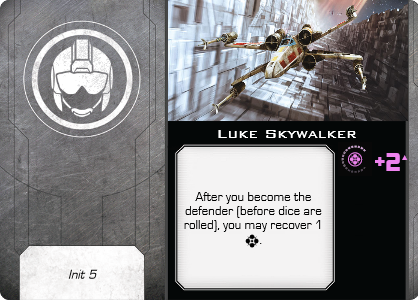 Luke Skywalker
+2
After you become the
defender (before dice are
rolled), you may recover 1
.
Init 5